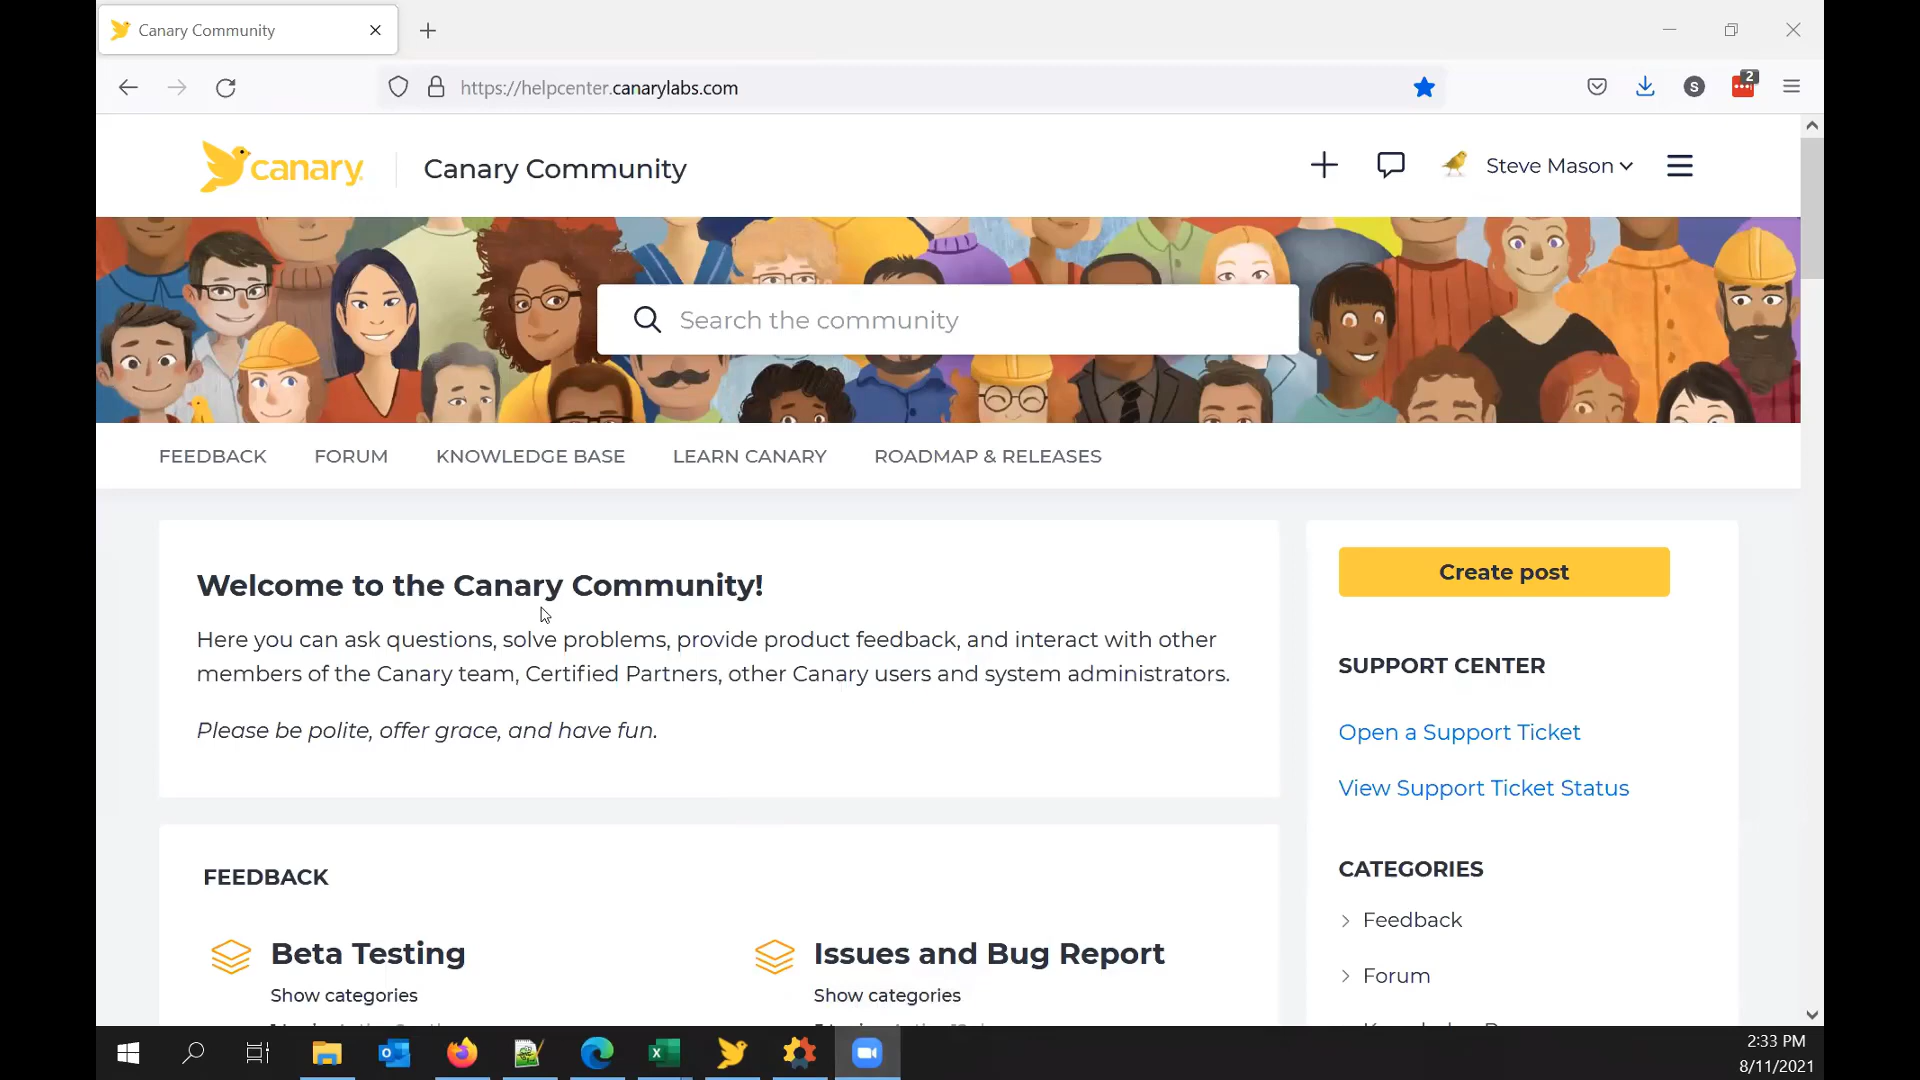 Canary Community
https://helpcenter.canarylabs.com
S
2
canary
Canary Community
Steve Mason
Search the community
FEEDBACK
FORUM
KNOWLEDGE BASE
LEARN CANARY
ROADMAP & RELEASES
Welcome to the Canary Community!
Here you can ask questions, solve problems, provide product feedback, and interact with other
members of the Canary team, Certified Partners, other Canary users and system administrators.
Please be polite, offer grace, and have fun.
Create post
SUPPORT CENTER
Open a Support Ticket
View Support Ticket Status
CATEGORIES
Feedback
Forum
FEEDBACK
Beta Testing
Show categories
Issues and Bug Report
Show categories
2:33 PM
8/11/2021